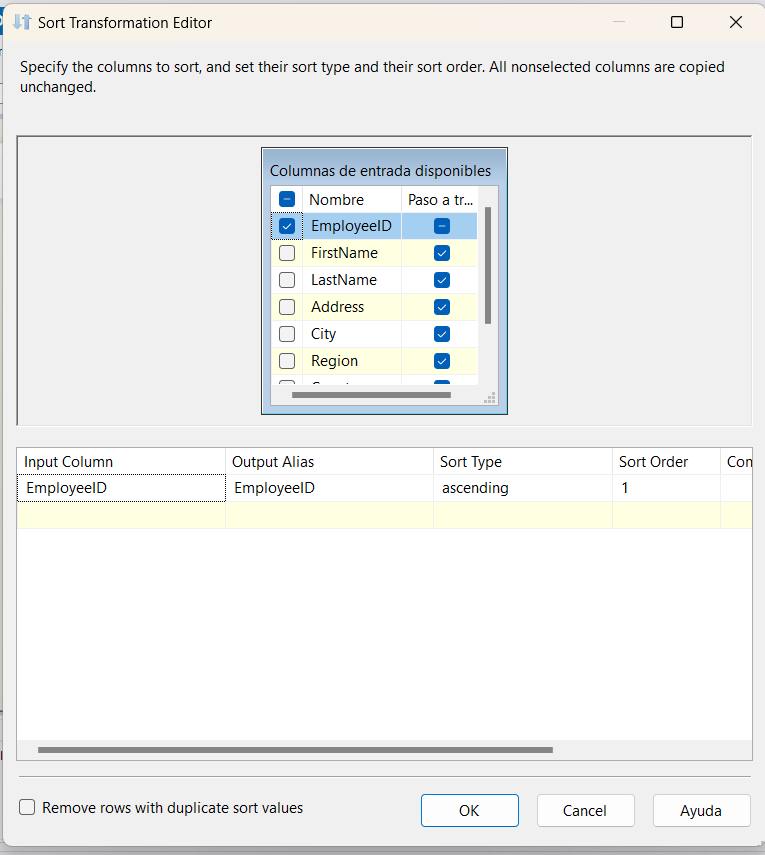 Sort Transformation Editor
Specify the columns to sort, and set their sort type and their sort order. All nonselected columns are copied
unchanged.
Columnas de entrada disponibles
Nombre Paso a tr...
EmployeeID
FirstName
LastName
Address
City
Region
Input Column Output Alias Sort Type Sort Order Con
EmployeeID EmployeeID ascending 1
Remove rows with duplicate sort values
OK Cancel Ayuda